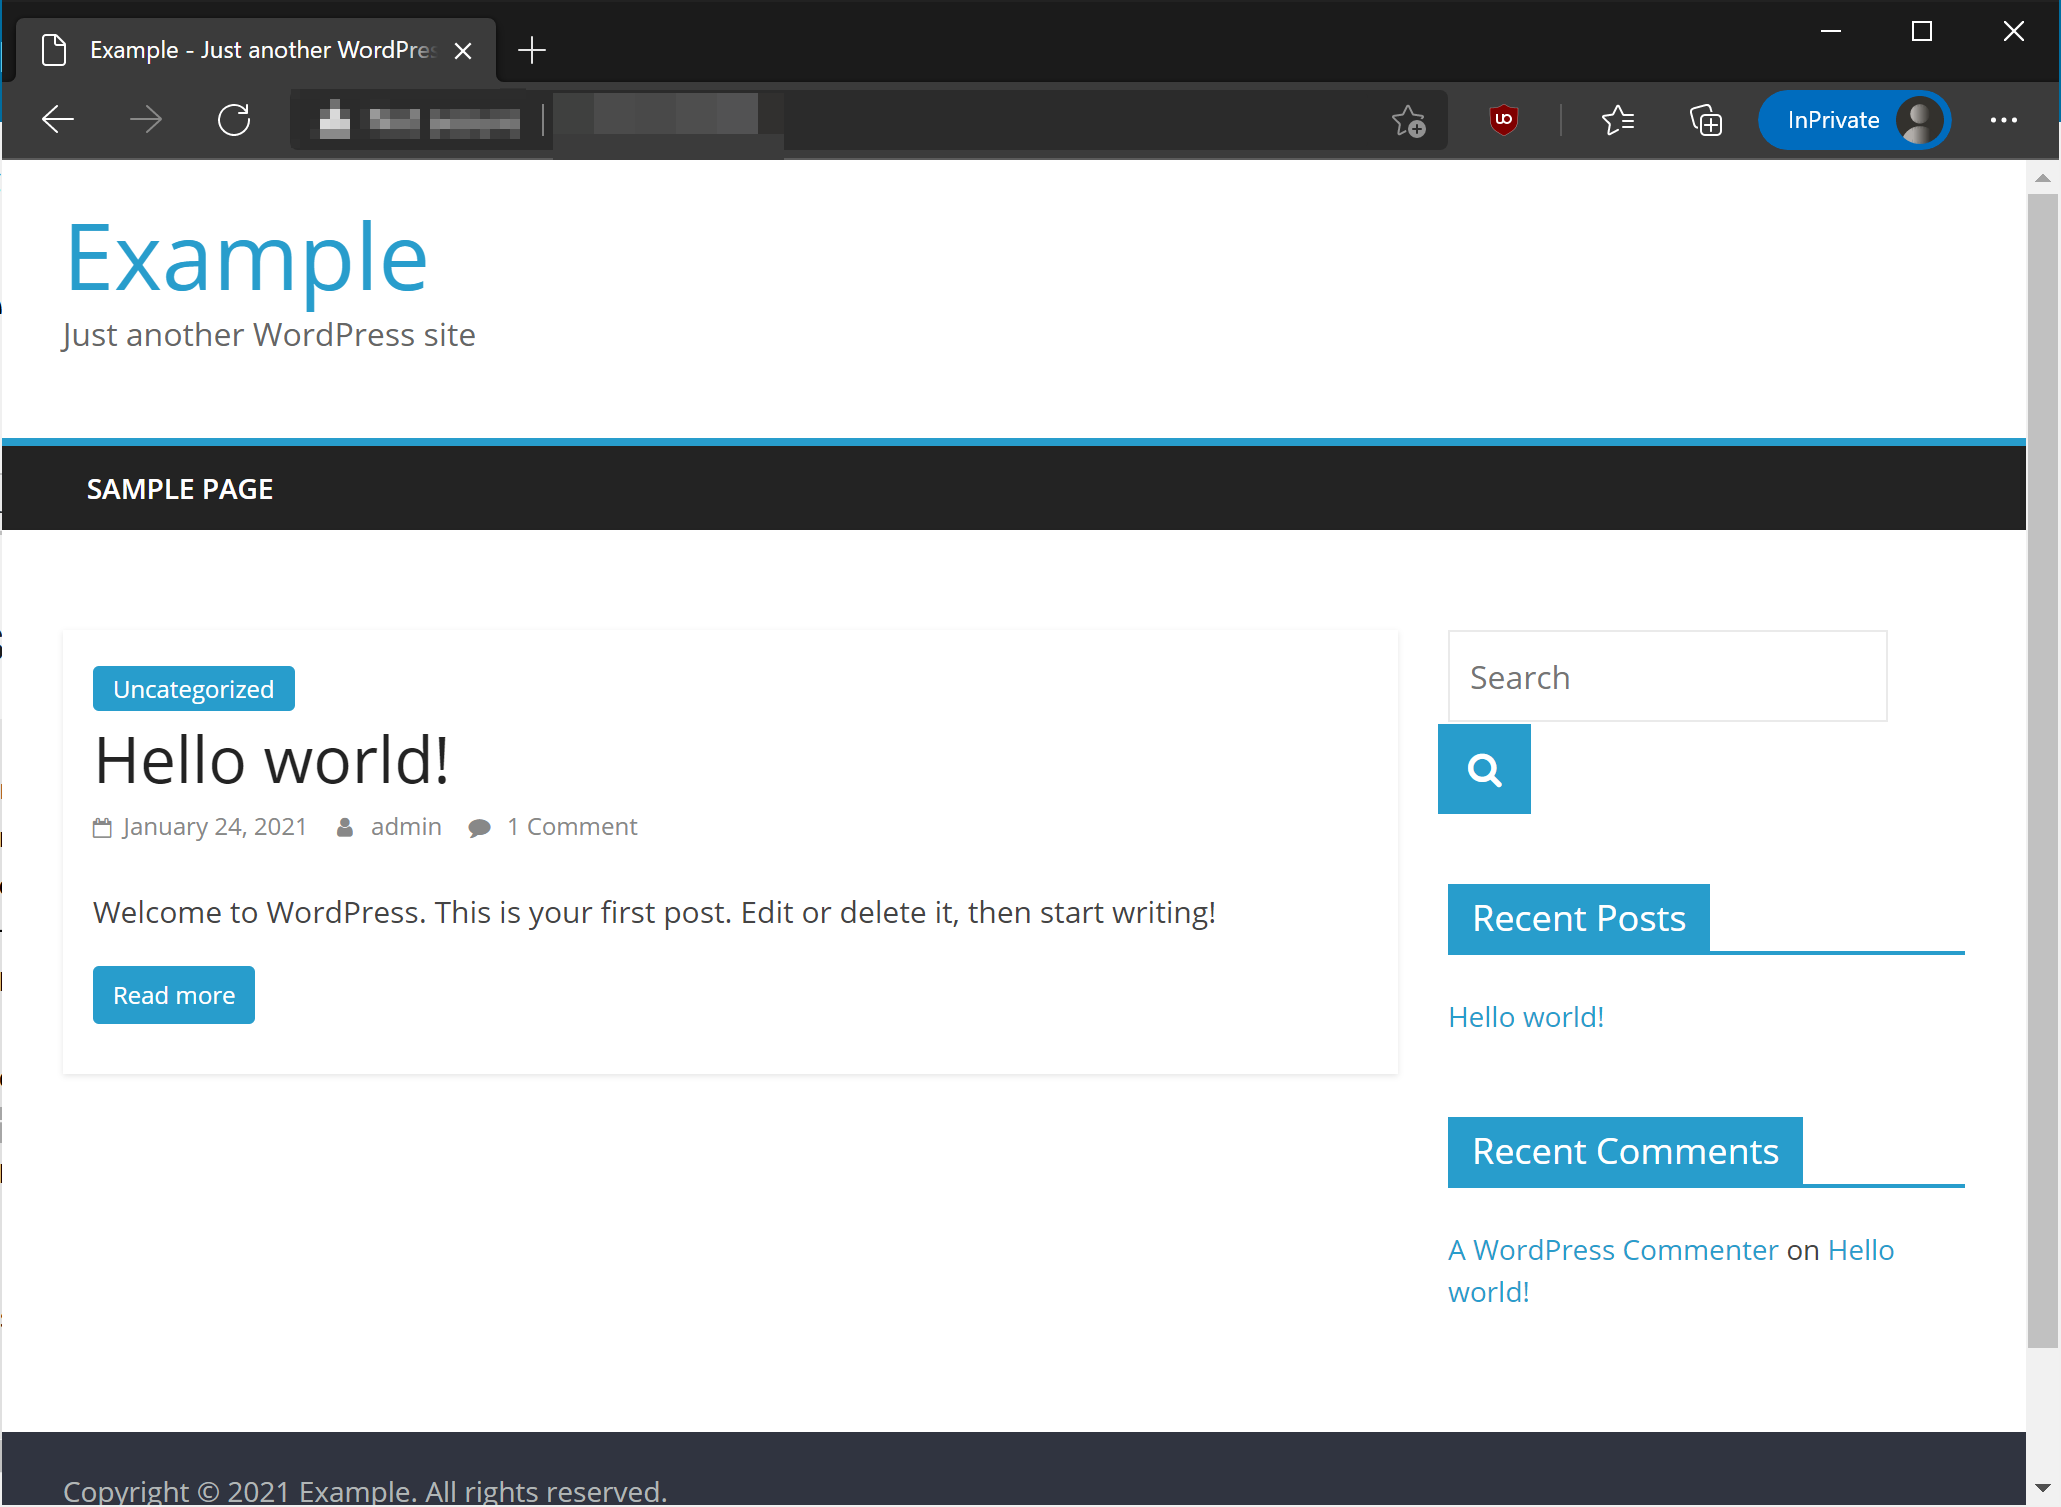 Example - Just another WordPres
InPrivate
Example
Just another WordPress site
SAMPLE PAGE
Uncategorized
Hello world!
January 24, 2021 admin 1 Comment
Welcome to WordPress. This is your first post. Edit or delete it, then start writing!
Read more
Search
Recent Posts
Hello world!
Recent Comments
A WordPress Commenter on Hello
world!
Copyright © 2021 Example. All rights reserved.